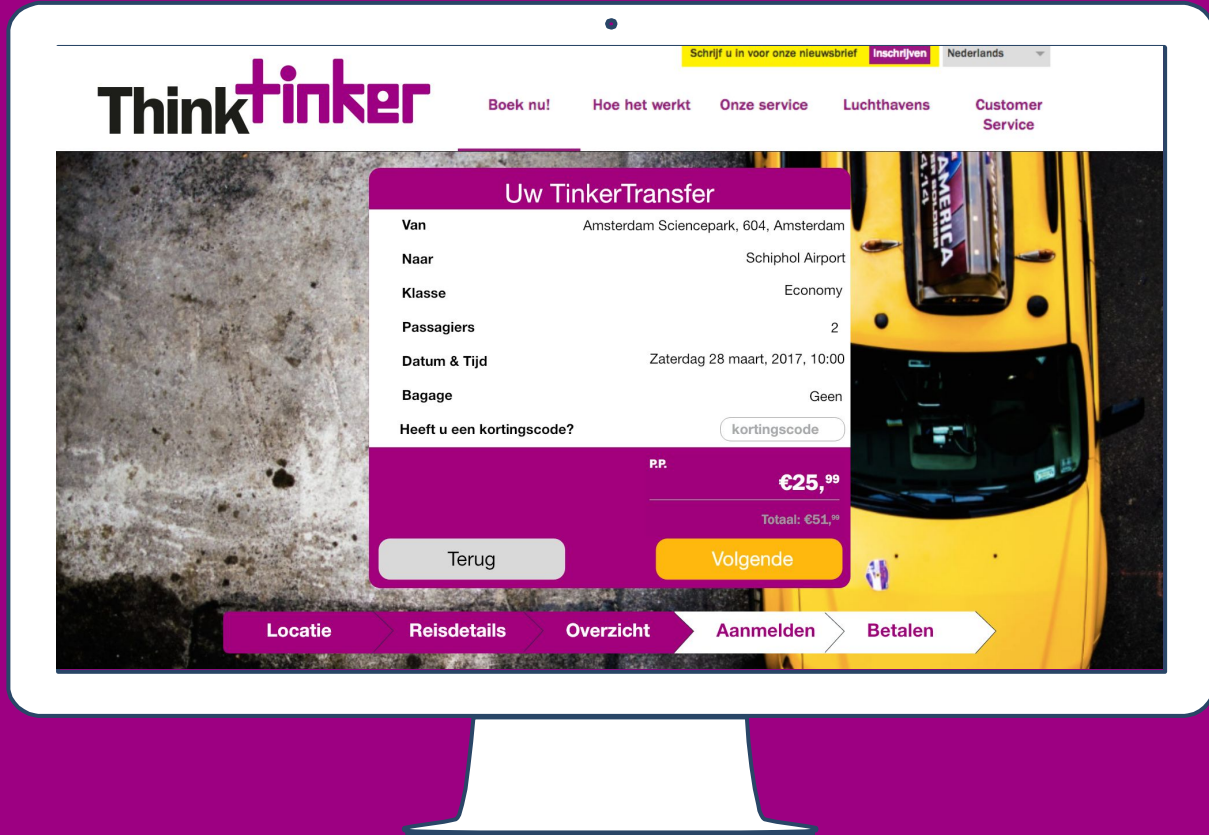 Schrijf u in voor onze nieuwsbrief Inschrijven Nederlands
Thinktinker
Boek nu! Hoe het werkt Onze service Luchthavens Customer Service
Uw TinkerTransfer
Van Amsterdam Sciencepark, 604, Amsterdam
Naar Schiphol Airport
Klasse Economy
Passagiers 2
Datum & Tijd Zaterdag 28 maart, 2017, 10:00
Bagage Geen
Heeft u een kortingscode? kortingscode
P.P.
€25,99
Totaal: €51,99
Terug Volgende
Locatie Reisdetails Overzicht Aanmelden Betalen
AMERICA
4.14